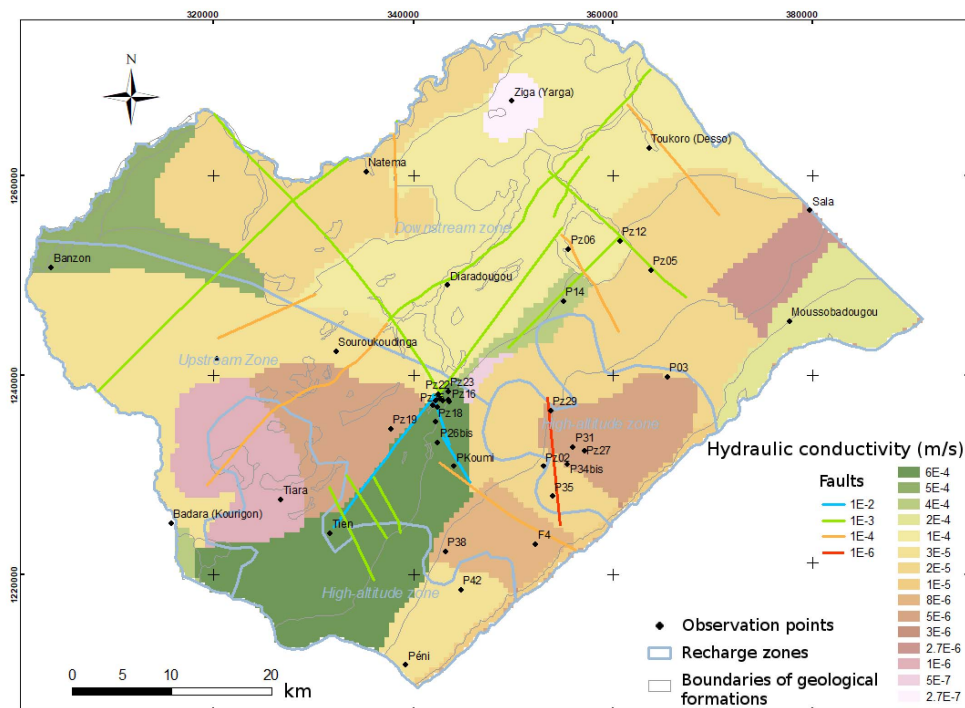 320000 340000 360000 380000
N
Ziga (Yarga)
Toukoro (Desso)
Natema
1260000
Sala
Downstream zone
Pz12
Pz06
Banzon
Pz05
Diaradougou
P14
Moussobadougou
Souroukoudinga
Upstream Zone
1240000
Pz22 Pz23
P03
Pz16
Pz18
Pz29
Pz19
High-altitude zone
P26bis
P31
Pz27
Hydraulic conductivity (m/s)
PKoumi
Pz02
P34bis
Faults
6E-4
1E-2
5E-4
Tiara
P35
1E-3
4E-4
Badara (Kourigon)
1E-4
2E-4
Tien
F4
1E-6
1E-4
P38
3E-5
2E-5
1220000
P42
1E-5
High-altitude zone
8E-6
Observation points
5E-6
3E-6
Recharge zones
2.7E-6
Péni
1E-6
0 5 10 20
km
Boundaries of geological
formations
5E-7
2.7E-7